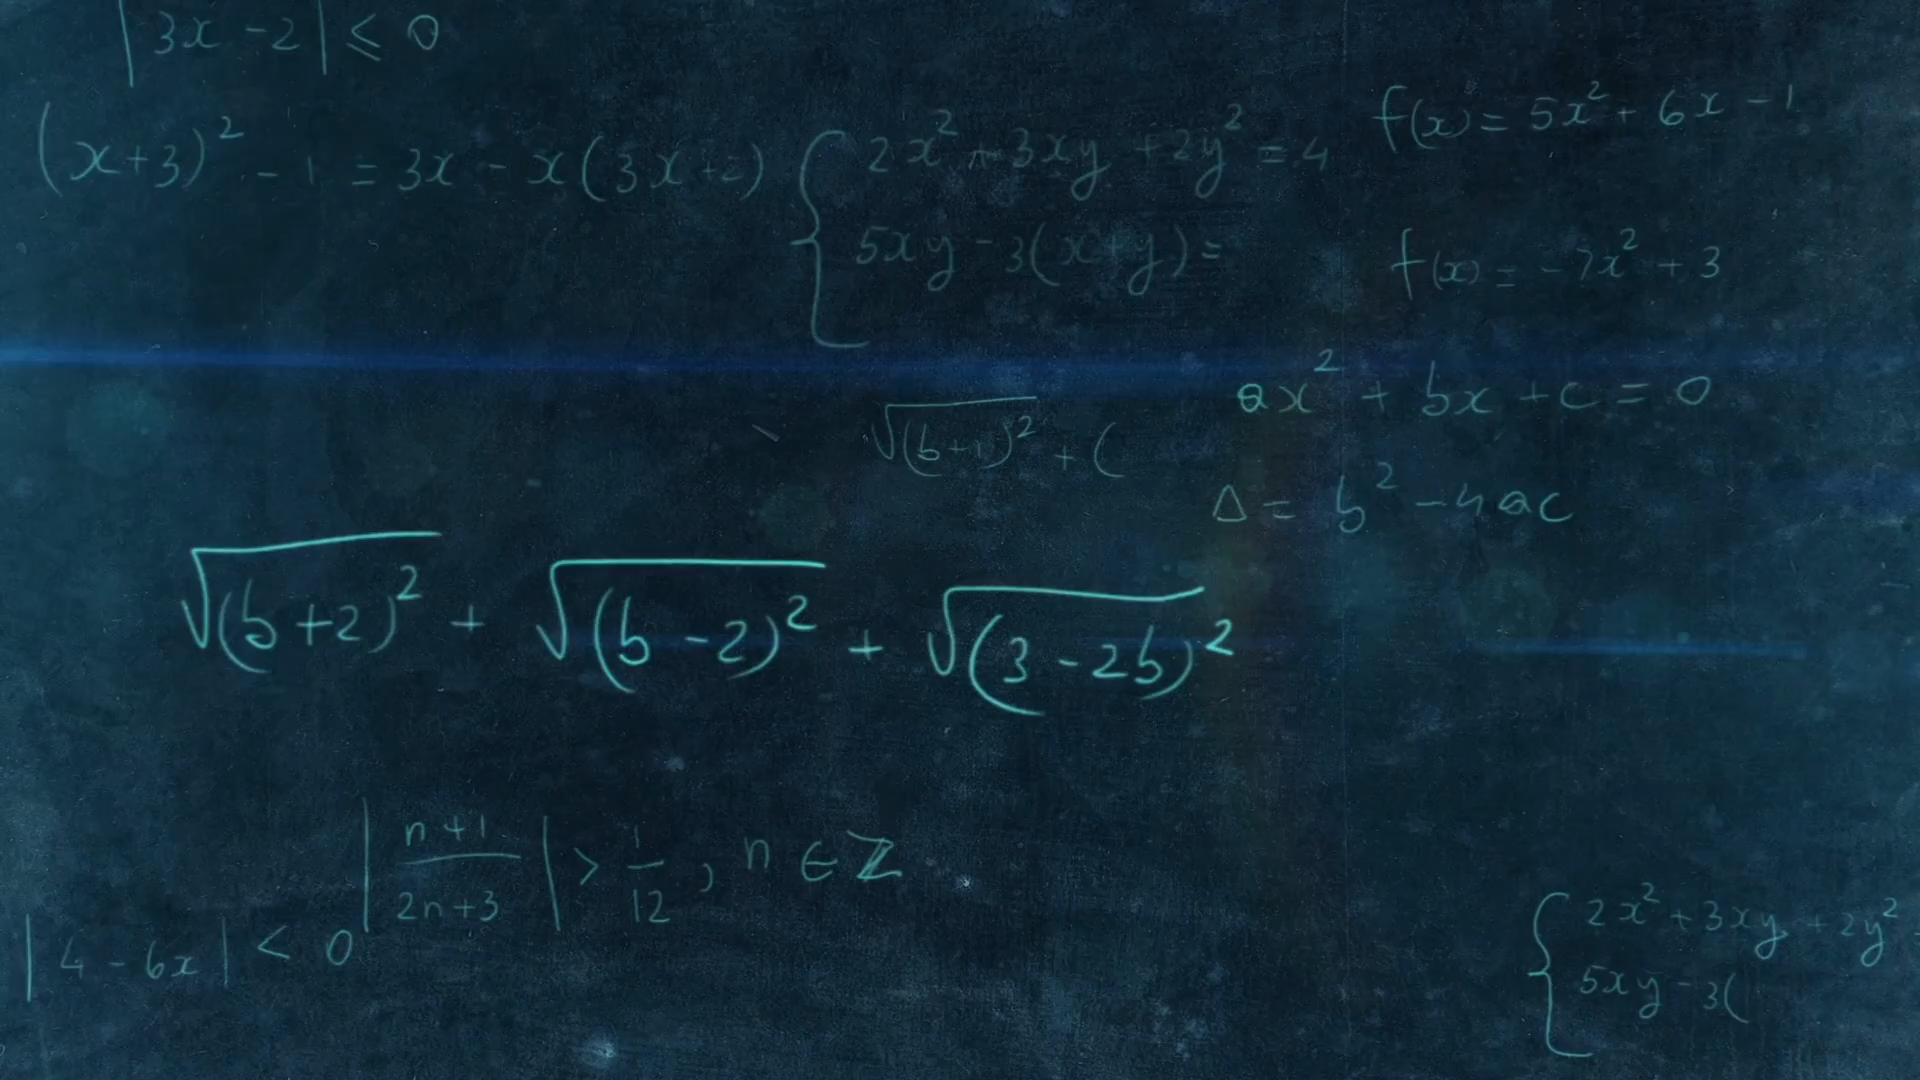 |3x - 2| ⩽ 0
(x+3)² - 1 = 3x - x(3x+2)
{ 2x² + 3xy + 2y² = 4
5xy - 3(x+y) =
f(x) = 5x² + 6x - 1
f(x) = -7x² + 3
ax² + bx + c = 0
√(b+1)² + (
Δ = b² - 4ac
√(b+2)² + √(b-2)² + √(3-2b)²
|n+1 / 2n+3| > 1/12, n ∈ ℤ
|4 - 6x| < 0
{ 2x² + 3xy + 2y² =
5xy - 3(